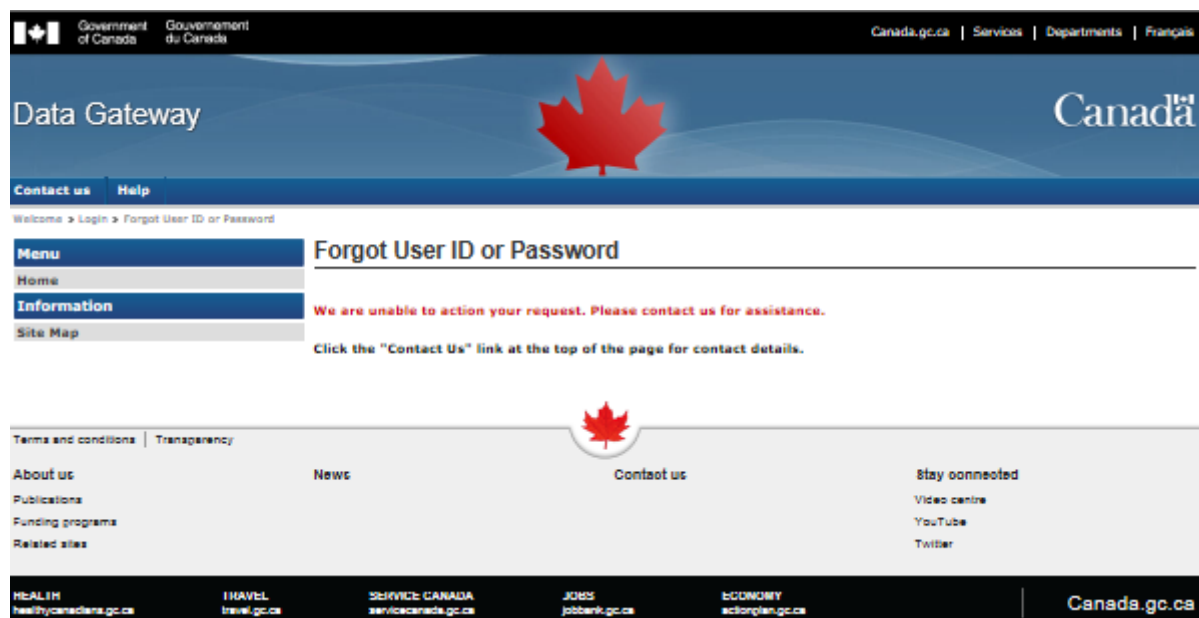 Government of Canada
Gouvernement du Canada
Canada.gc.ca | Services | Departments | Français
Data Gateway
Canada
Contact us Help
Welcome > Login > Forgot User ID or Password
Menu
Home
Information
Site Map
Forgot User ID or Password
We are unable to action your request. Please contact us for assistance.
Click the "Contact Us" link at the top of the page for contact details.
Terms and conditions | Transparency
About us
Publications
Funding programs
Related sites
News
Contact us
Stay connected
Video centre
YouTube
Twitter
HEALTH
healthycanadians.gc.ca
TRAVEL
travel.gc.ca
SERVICE CANADA
servicecanada.gc.ca
JOBS
jobbank.gc.ca
ECONOMY
actionplan.gc.ca
Canada.gc.ca